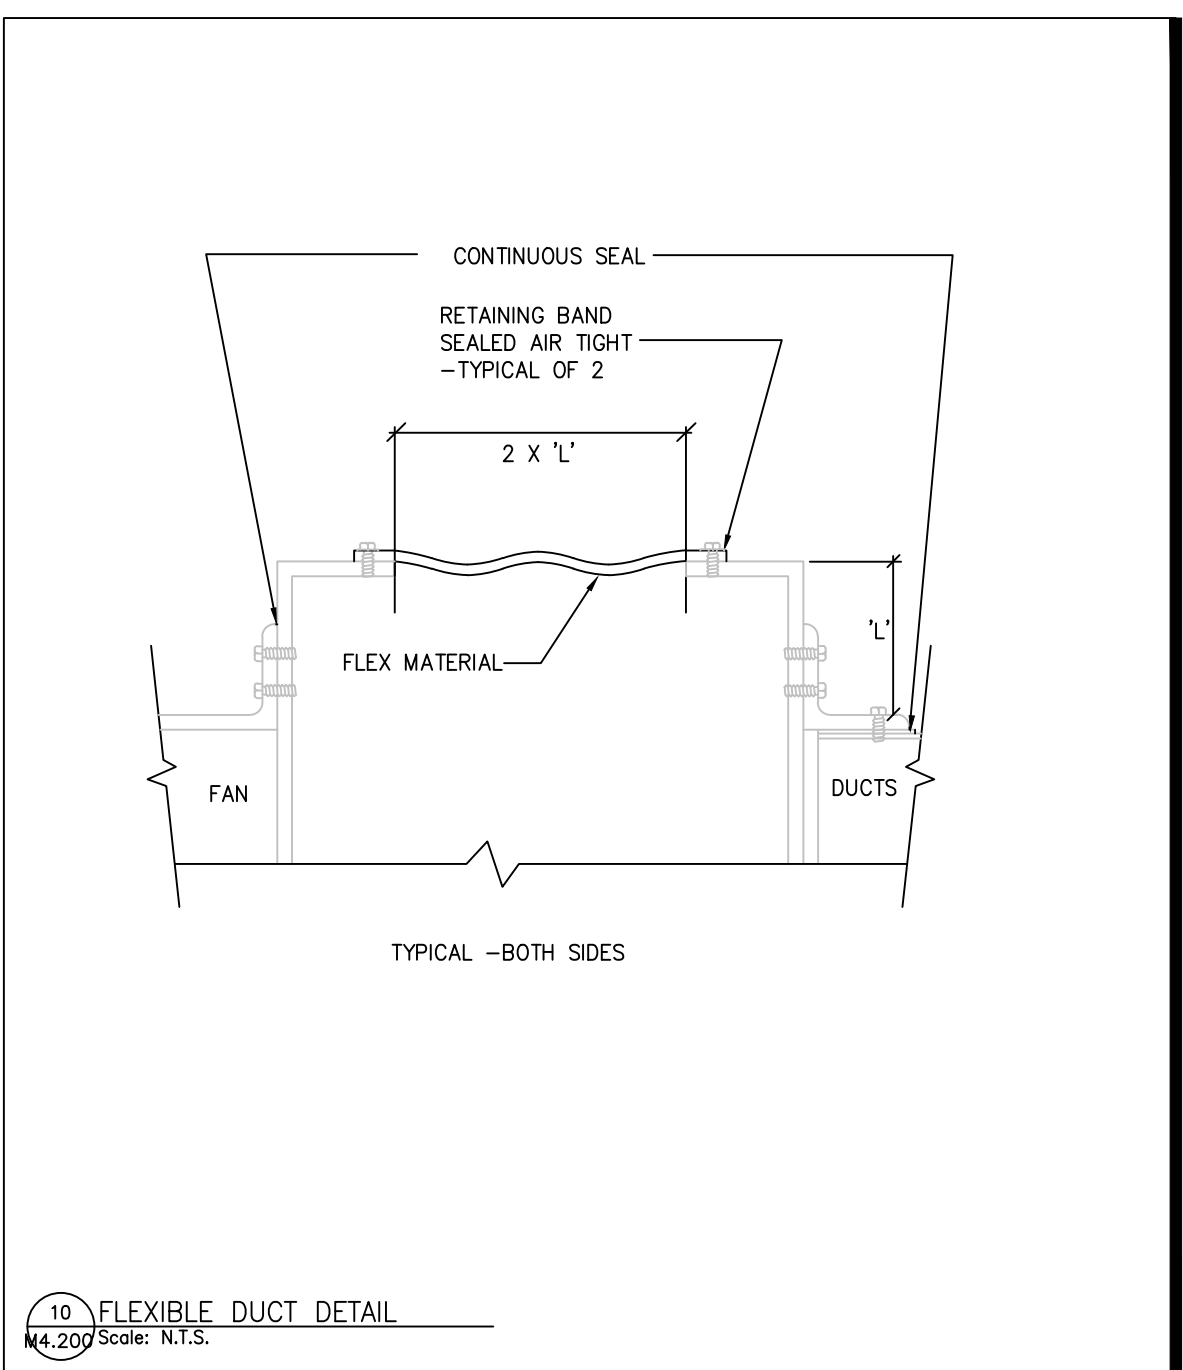 CONTINUOUS SEAL
RETAINING BAND
SEALED AIR TIGHT
-TYPICAL OF 2
2 X 'L'
'L'
FLEX MATERIAL
FAN
DUCTS
TYPICAL -BOTH SIDES
10
FLEXIBLE DUCT DETAIL
M4.200
Scale: N.T.S.